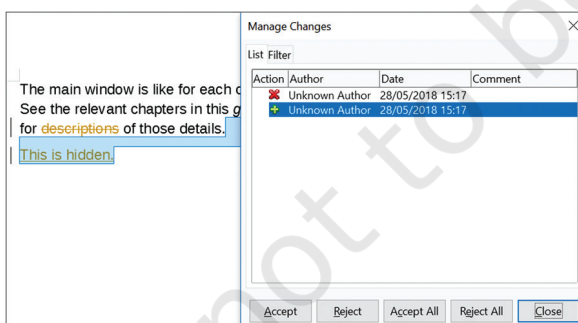 Manage Changes
List Filter
Action Author Date Comment
Unknown Author 28/05/2018 15:17
Unknown Author 28/05/2018 15:17
The main window is like for each
See the relevant chapters in this
for descriptions of those details.
This is hidden.
Accept Reject Accept All Reject All Close
not to b